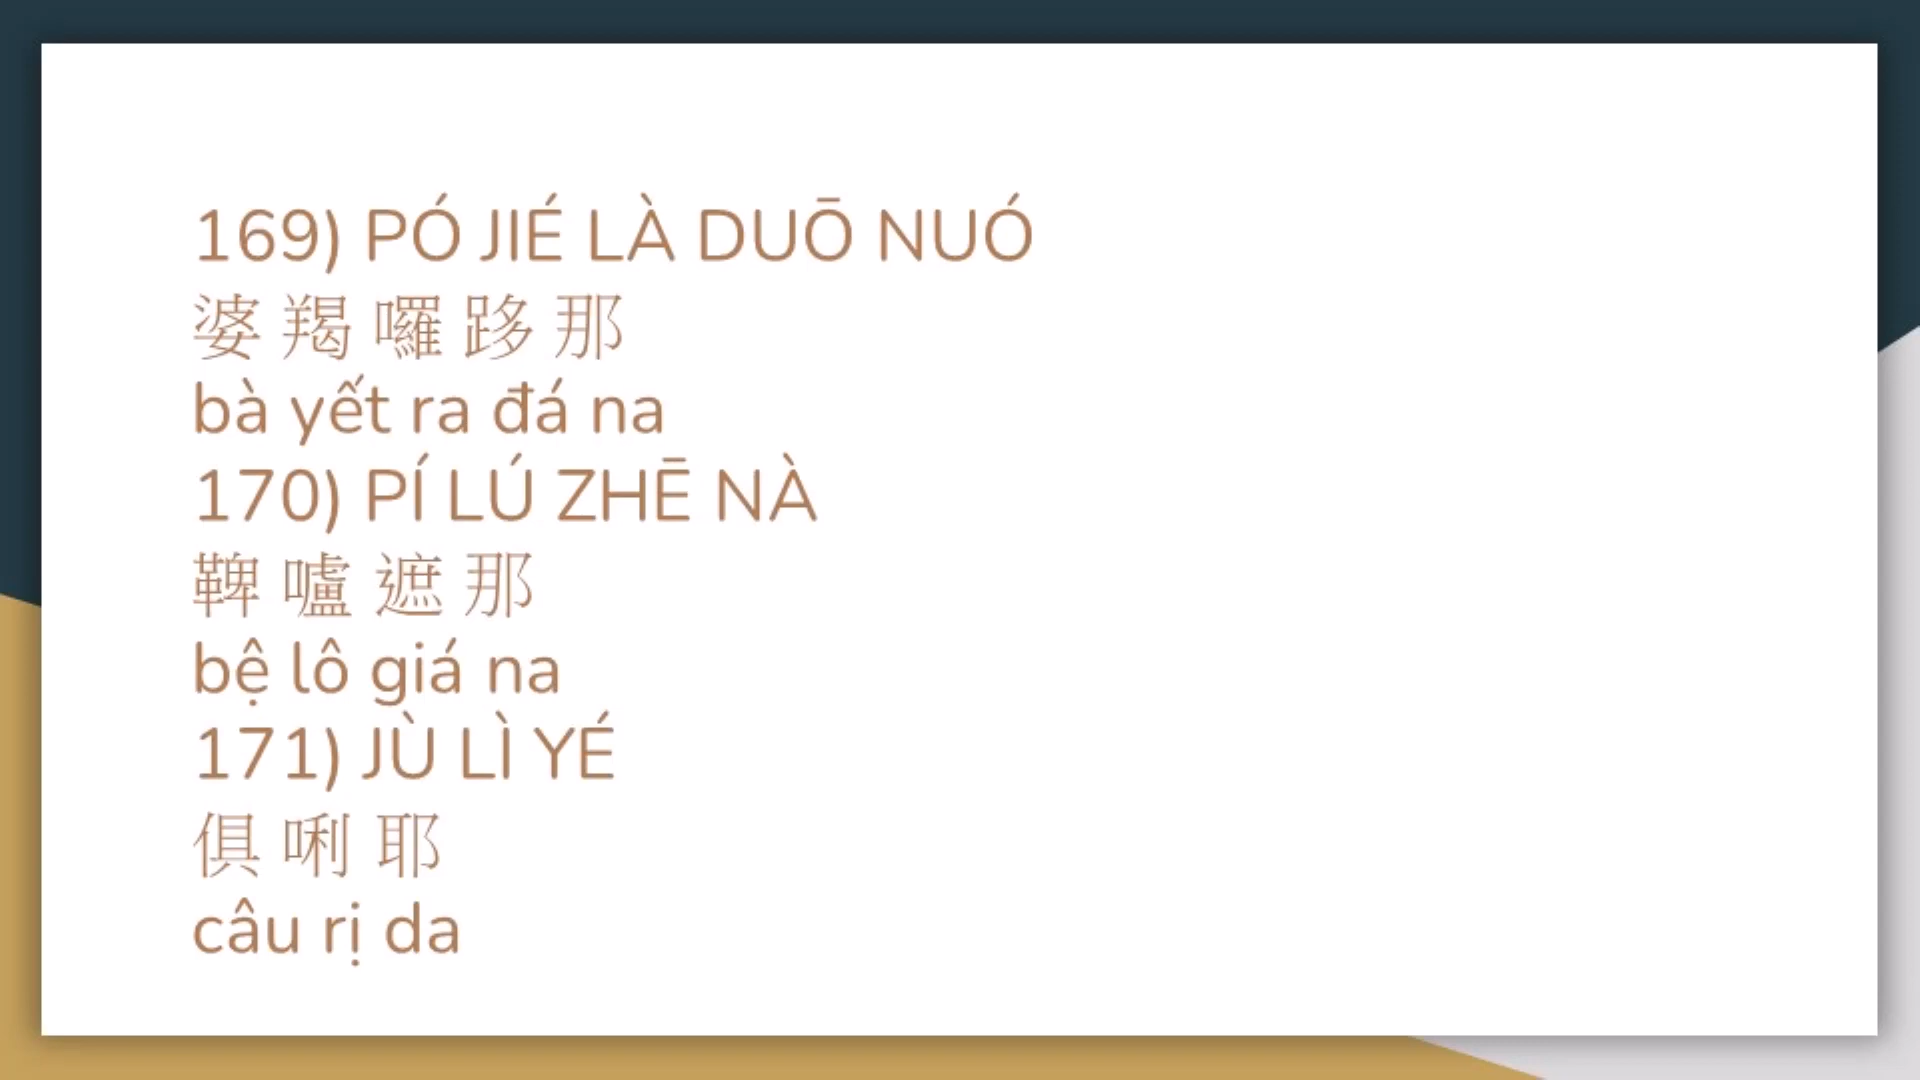 169) PÓ JIÉ LÀ DUŌ NUÓ
婆 羯 囉 跢 那
bà yết ra đá na
170) PÍ LÚ ZHĒ NÀ
鞞 嚧 遮 那
bệ lô giá na
171) JÙ LÌ YÉ
俱 唎 耶
câu rị da